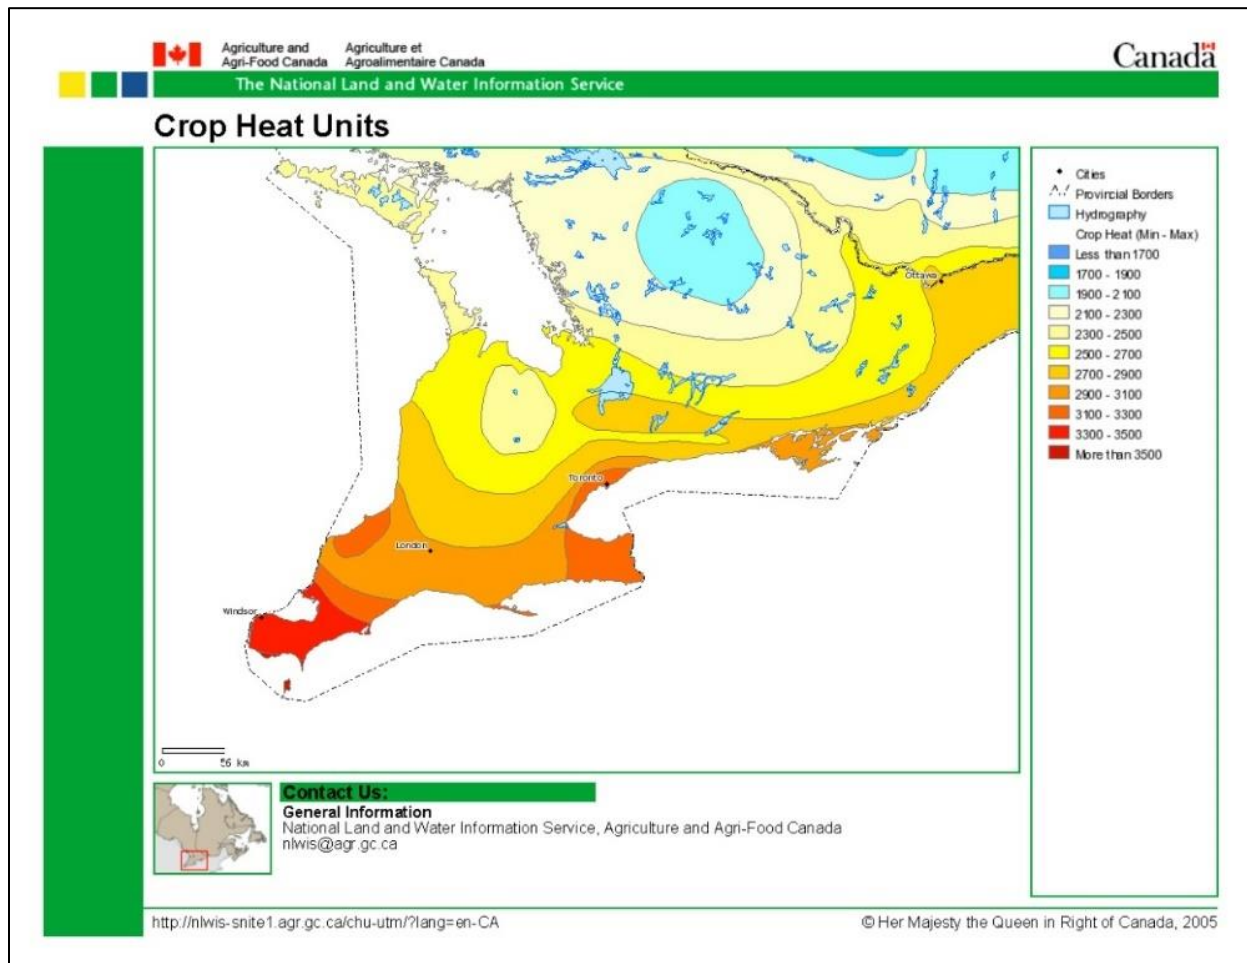 Agriculture and
Agri-Food Canada
Agriculture et
Agroalimentaire Canada
Canada
The National Land and Water Information Service
Crop Heat Units
Ottawa
Toronto
London
Windsor
0 56 km
Cities
Provincial Borders
Hydrography
Crop Heat (Min - Max)
Less than 1700
1700 - 1900
1900 - 2100
2100 - 2300
2300 - 2500
2500 - 2700
2700 - 2900
2900 - 3100
3100 - 3300
3300 - 3500
More than 3500
Contact Us:
General Information
National Land and Water Information Service, Agriculture and Agri-Food Canada
nlwis@agr.gc.ca
http://nlwis-snite1.agr.gc.ca/chu-utm/?lang=en-CA
© Her Majesty the Queen in Right of Canada, 2005